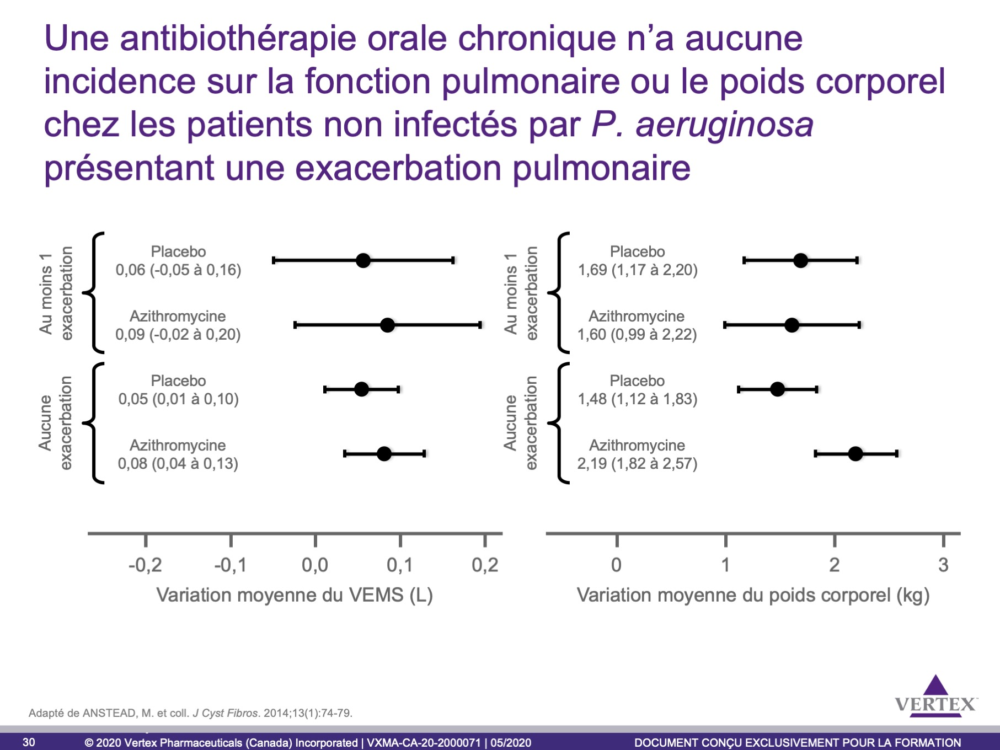 Une antibiothérapie orale chronique n’a aucune
incidence sur la fonction pulmonaire ou le poids corporel
chez les patients non infectés par P. aeruginosa
présentant une exacerbation pulmonaire
Au moins 1
exacerbation
Placebo
0,06 (-0,05 à 0,16)
Azithromycine
0,09 (-0,02 à 0,20)
Aucune
exacerbation
Placebo
0,05 (0,01 à 0,10)
Azithromycine
0,08 (0,04 à 0,13)
-0,2 -0,1 0,0 0,1 0,2
Variation moyenne du VEMS (L)
Au moins 1
exacerbation
Placebo
1,69 (1,17 à 2,20)
Azithromycine
1,60 (0,99 à 2,22)
Aucune
exacerbation
Placebo
1,48 (1,12 à 1,83)
Azithromycine
2,19 (1,82 à 2,57)
0 1 2 3
Variation moyenne du poids corporel (kg)
VERTEX
Adapté de ANSTEAD, M. et coll. J Cyst Fibros. 2014;13(1):74-79.
30 © 2020 Vertex Pharmaceuticals (Canada) Incorporated | VXMA-CA-20-2000071 | 05/2020 DOCUMENT CONÇU EXCLUSIVEMENT POUR LA FORMATION